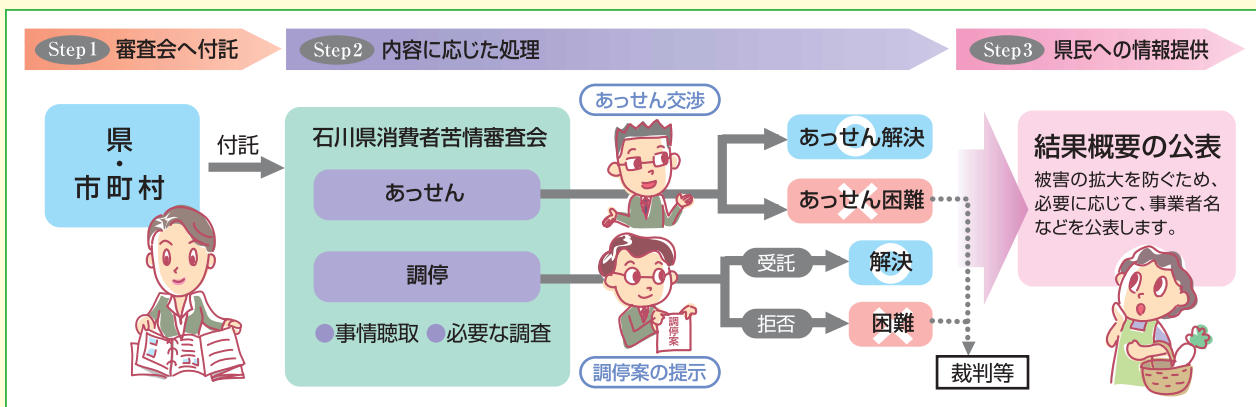 Step1 審査会へ付託
Step2 内容に応じた処理
Step3 県民への情報提供
県
・
市町村
付託
石川県消費者苦情審査会
あっせん
調停
●事情聴取 ●必要な調査
あっせん交渉
調停案
調停案の提示
あっせん解決
あっせん困難
受託
解決
拒否
困難
裁判等
結果概要の公表
被害の拡大を防ぐため、
必要に応じて、事業者名
などを公表します。